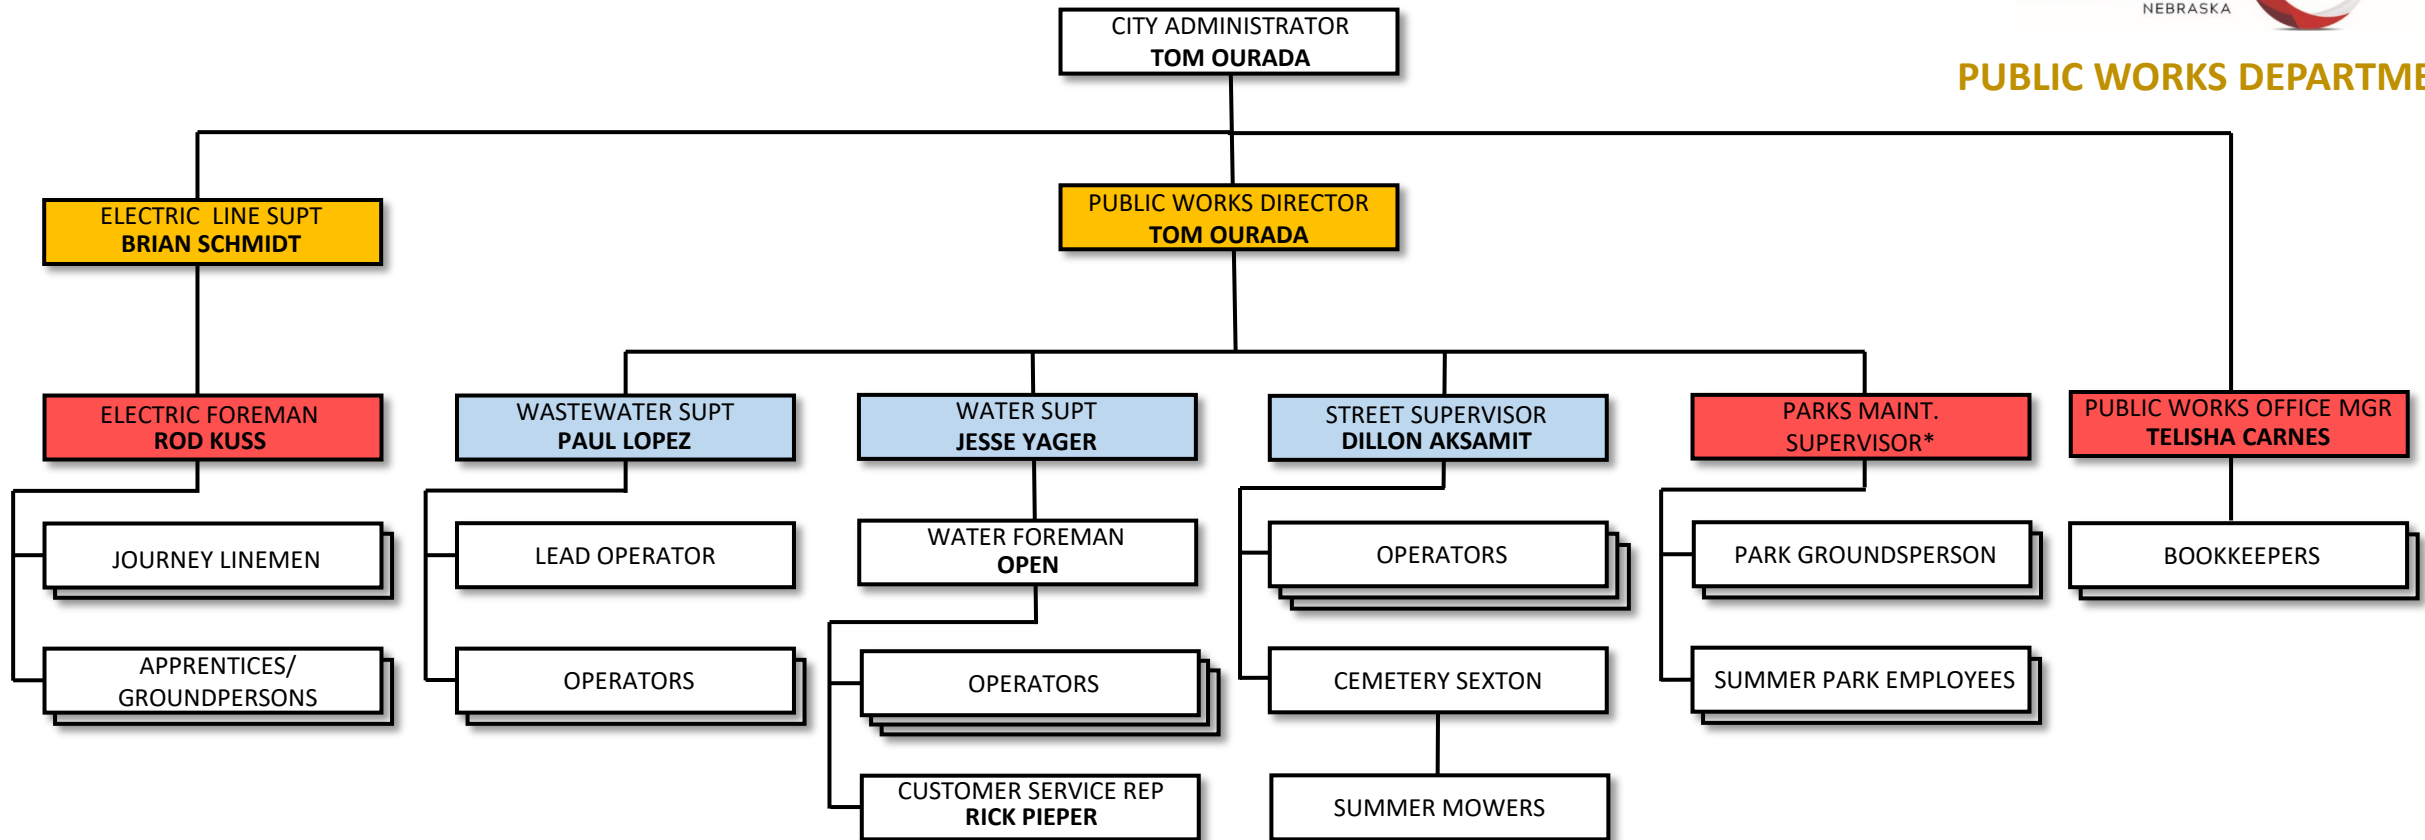 NEBRASKA
CITY ADMINISTRATOR
TOM OURADA
PUBLIC WORKS DEPARTME
ELECTRIC  LINE SUPT
BRIAN SCHMIDT
PUBLIC WORKS DIRECTOR
TOM OURADA
ELECTRIC FOREMAN
ROD KUSS
WASTEWATER SUPT
PAUL LOPEZ
WATER SUPT
JESSE YAGER
STREET SUPERVISOR
DILLON AKSAMIT
PARKS MAINT.
SUPERVISOR*
PUBLIC WORKS OFFICE MGR
TELISHA CARNES
JOURNEY LINEMEN
LEAD OPERATOR
WATER FOREMAN
OPEN
OPERATORS
PARK GROUNDSPERSON
BOOKKEEPERS
APPRENTICES/
GROUNDPERSONS
OPERATORS
OPERATORS
CEMETERY SEXTON
SUMMER PARK EMPLOYEES
CUSTOMER SERVICE REP
RICK PIEPER
SUMMER MOWERS